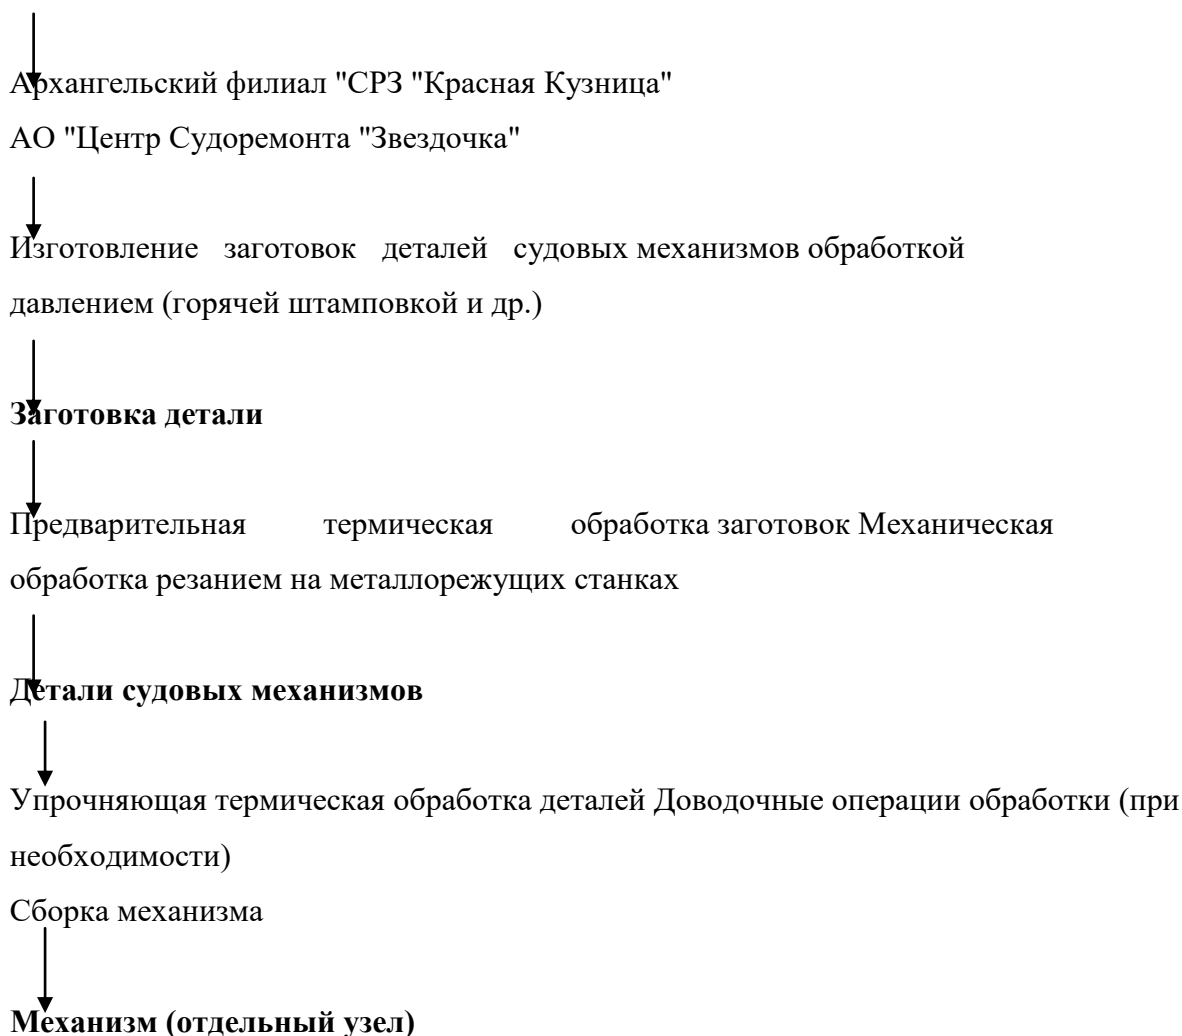 Архангельский филиал "СРЗ "Красная Кузница"
АО "Центр Судоремонта "Звездочка"
Изготовление заготовок деталей судовых механизмов обработкой
давлением (горячей штамповкой и др.)
Заготовка детали
Предварительная термическая обработка заготовок Механическая
обработка резанием на металлорежущих станках
Детали судовых механизмов
Упрочняющая термическая обработка деталей Доводочные операции обработки (при
необходимости)
Сборка механизма
Механизм (отдельный узел)